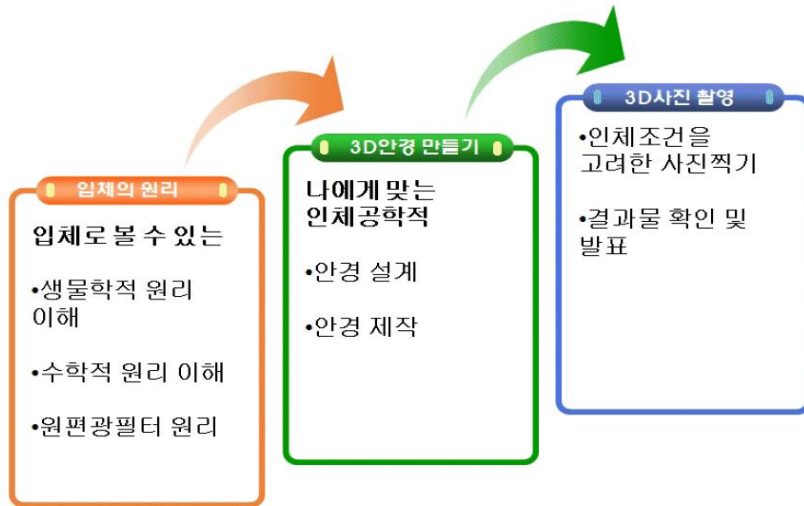 입체의 원리
입체로 볼 수 있는
•생물학적 원리
이해
•수학적 원리 이해
•원편광필터 원리
3D안경 만들기
나에게 맞는
인체공학적
•안경 설계
•안경 제작
3D사진 촬영
•인체조건을
고려한 사진찍기
•결과물 확인 및
발표